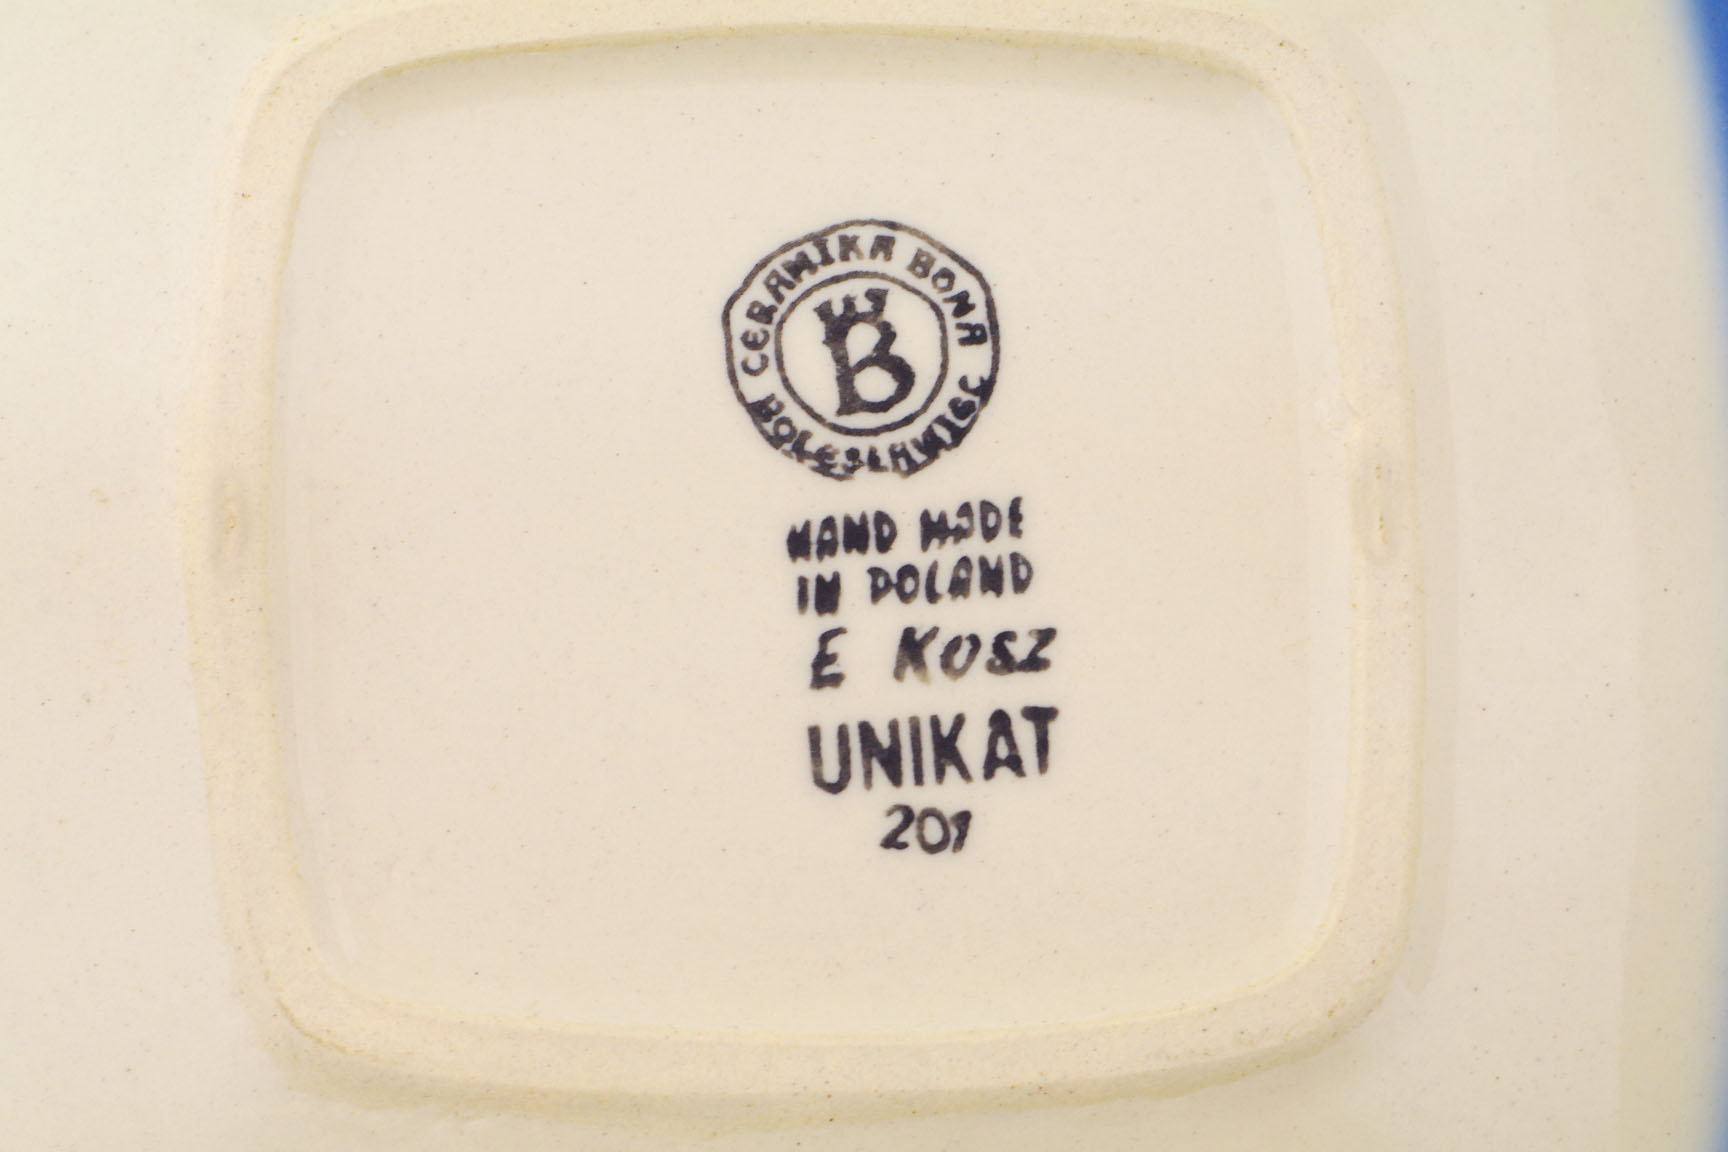 CERAMIKA BONA
B
BOLESŁAWIEC
HAND MADE
IN POLAND
E KOSZ
UNIKAT
201